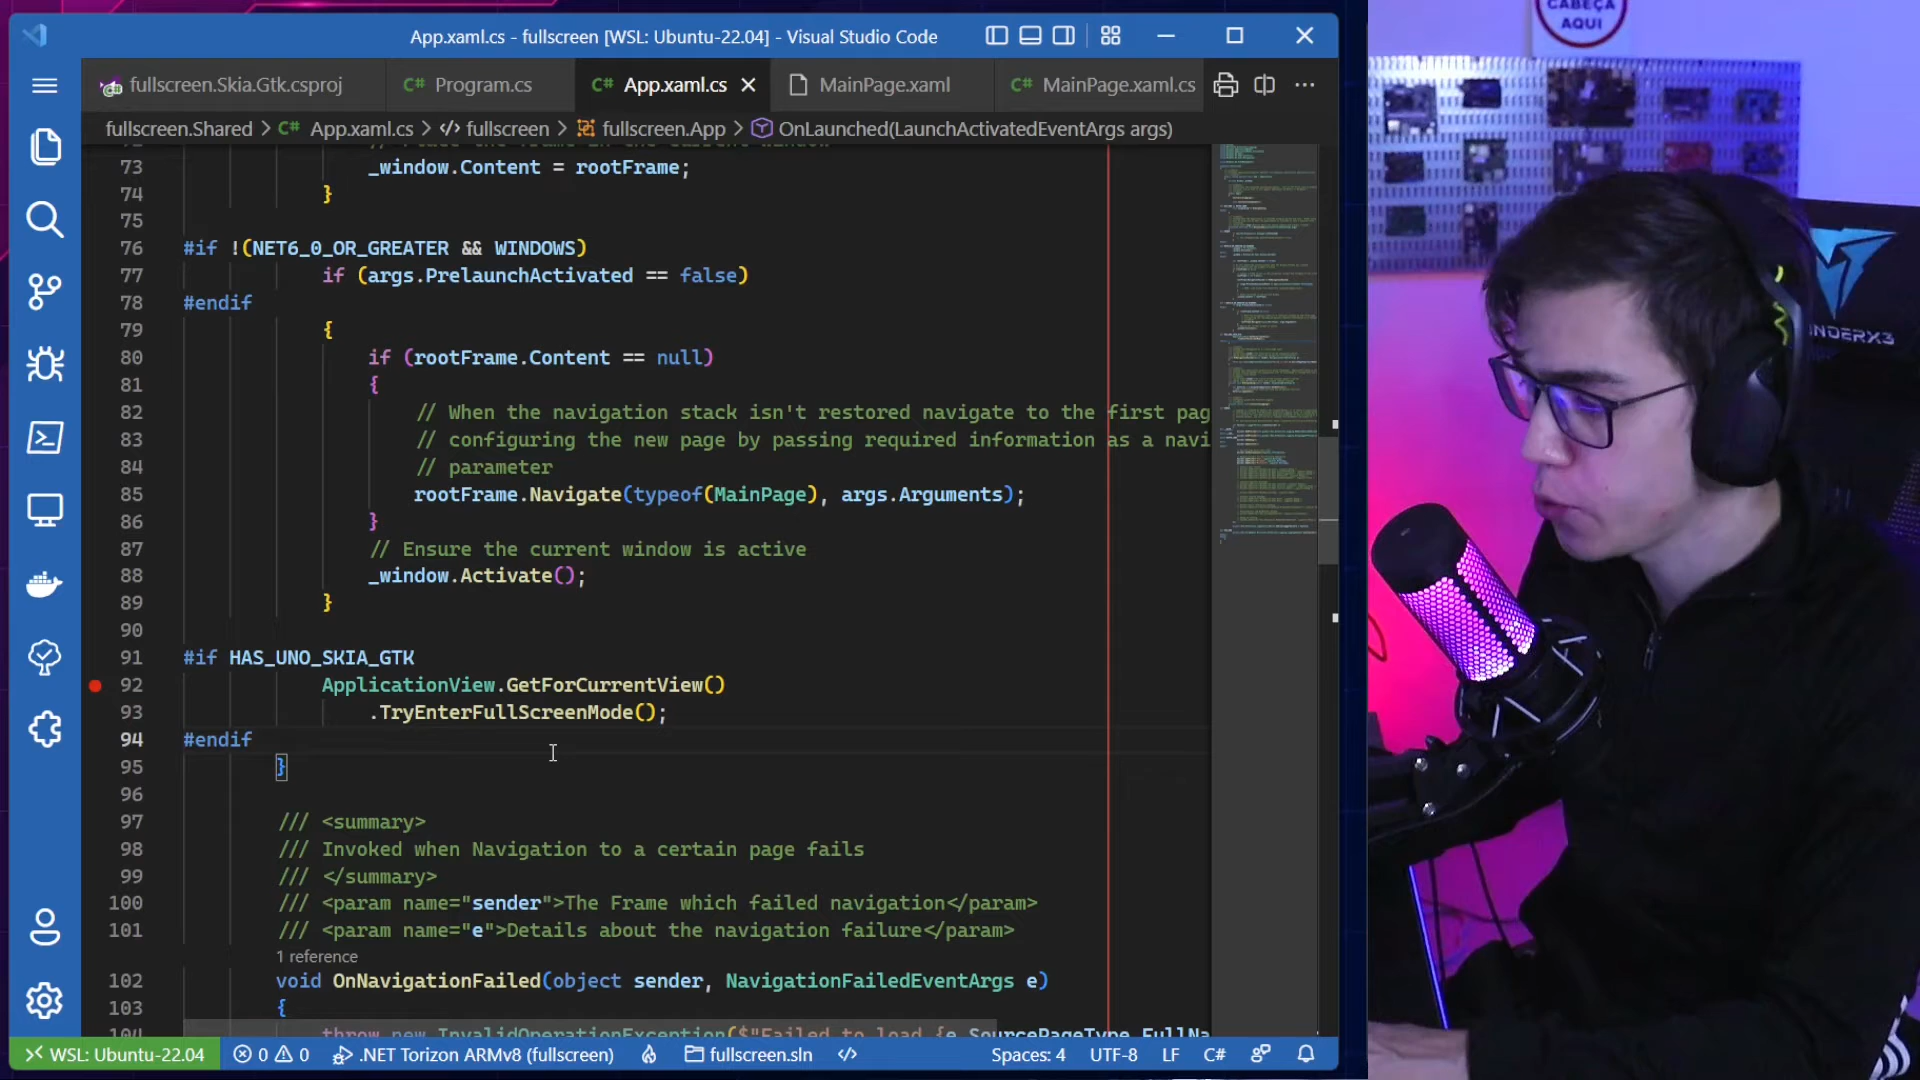 App.xaml.cs - fullscreen [WSL: Ubuntu-22.04] - Visual Studio Code
fullscreen.Skia.Gtk.csproj
C# Program.cs
C# App.xaml.cs
MainPage.xaml
C# MainPage.xaml.cs
fullscreen.Shared > C# App.xaml.cs > fullscreen > fullscreen.App > OnLaunched(LaunchActivatedEventArgs args)
73 _window.Content = rootFrame;
74 }
75
76 #if !(NET6_0_OR_GREATER && WINDOWS)
77 if (args.PrelaunchActivated == false)
78 #endif
79 {
80 if (rootFrame.Content == null)
81 {
82 // When the navigation stack isn't restored navigate to the first pag
83 // configuring the new page by passing required information as a navi
84 // parameter
85 rootFrame.Navigate(typeof(MainPage), args.Arguments);
86 }
87 // Ensure the current window is active
88 _window.Activate();
89 }
90
91 #if HAS_UNO_SKIA_GTK
92 ApplicationView.GetForCurrentView()
93 .TryEnterFullScreenMode();
94 #endif
95 }
96
97 /// <summary>
98 /// Invoked when Navigation to a certain page fails
99 /// </summary>
100 /// <param name="sender">The Frame which failed navigation</param>
101 /// <param name="e">Details about the navigation failure</param>
1 reference
102 void OnNavigationFailed(object sender, NavigationFailedEventArgs e)
103 {
104 throw new InvalidOperationException($"Failed to load {e.SourcePageType.FullNa
WSL: Ubuntu-22.04 0 0 .NET Torizon ARMv8 (fullscreen) fullscreen.sln Spaces: 4 UTF-8 LF C#
CABEÇA
AQUI